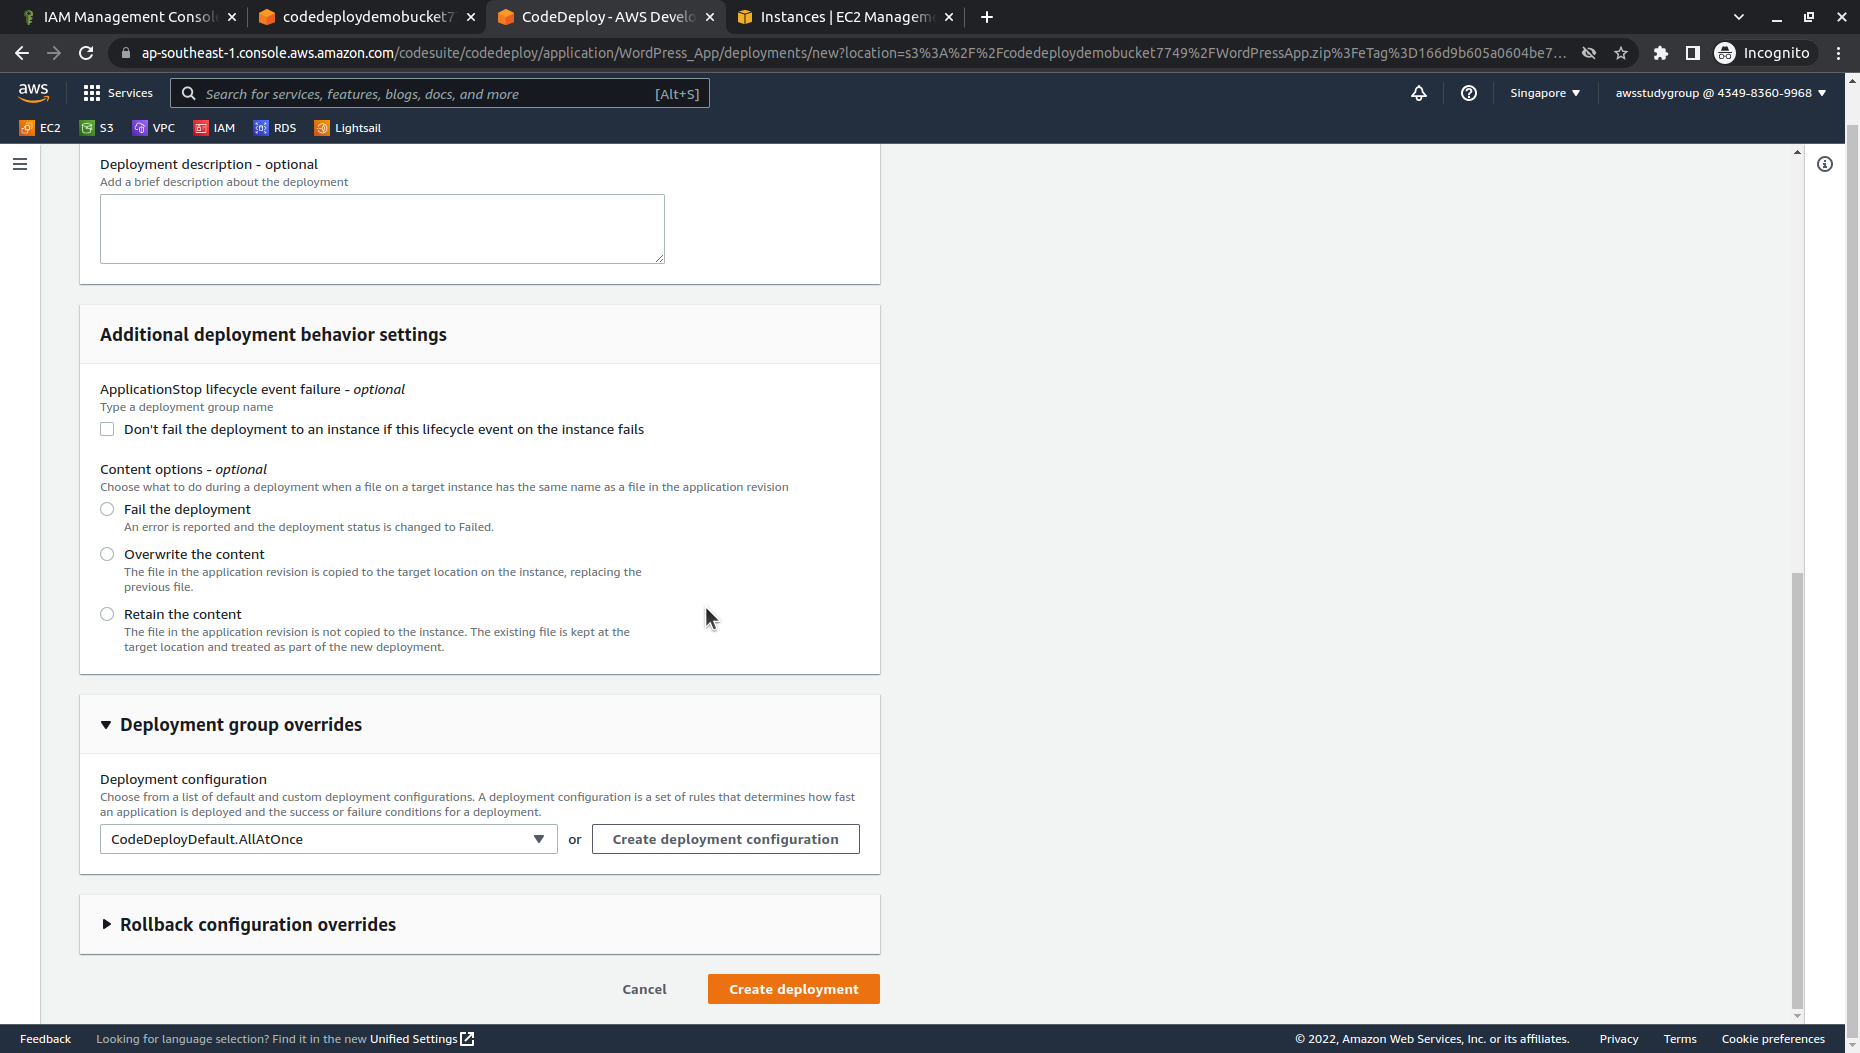 IAM Management Consol
codedeploydemobucket7
CodeDeploy - AWS Develo
Instances | EC2 Managem
ap-southeast-1.console.aws.amazon.com/codesuite/codedeploy/application/WordPress_App/deployments/new?location=s3%3A%2F%2Fcodedeploydemobucket7749%2FWordPressApp.zip%3FeTag%3D166d9b605a0604be7...
Incognito
aws
Services
Search for services, features, blogs, docs, and more
[Alt+S]
Singapore
awsstudygroup @ 4349-8360-9968
EC2
S3
VPC
IAM
RDS
Lightsail
Deployment description - optional
Add a brief description about the deployment
Additional deployment behavior settings
ApplicationStop lifecycle event failure - optional
Type a deployment group name
Don't fail the deployment to an instance if this lifecycle event on the instance fails
Content options - optional
Choose what to do during a deployment when a file on a target instance has the same name as a file in the application revision
Fail the deployment
An error is reported and the deployment status is changed to Failed.
Overwrite the content
The file in the application revision is copied to the target location on the instance, replacing the
previous file.
Retain the content
The file in the application revision is not copied to the instance. The existing file is kept at the
target location and treated as part of the new deployment.
Deployment group overrides
Deployment configuration
Choose from a list of default and custom deployment configurations. A deployment configuration is a set of rules that determines how fast
an application is deployed and the success or failure conditions for a deployment.
CodeDeployDefault.AllAtOnce
or
Create deployment configuration
Rollback configuration overrides
Cancel
Create deployment
Feedback
Looking for language selection? Find it in the new Unified Settings
© 2022, Amazon Web Services, Inc. or its affiliates.
Privacy
Terms
Cookie preferences